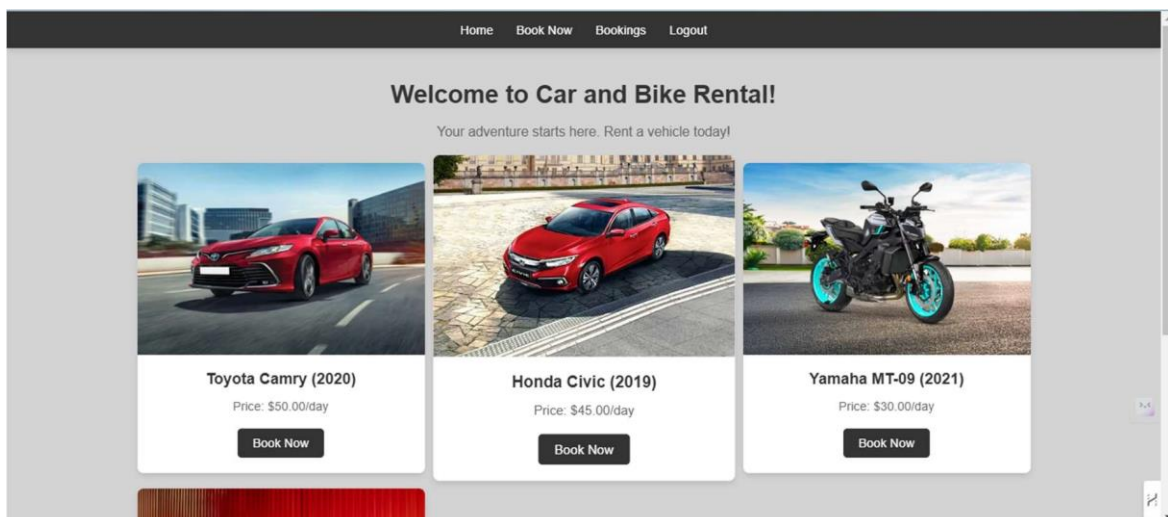 Home Book Now Bookings Logout
Welcome to Car and Bike Rental!
Your adventure starts here. Rent a vehicle today!
Toyota Camry (2020)
Price: $50.00/day
Book Now
Honda Civic (2019)
Price: $45.00/day
Book Now
Yamaha MT-09 (2021)
Price: $30.00/day
Book Now